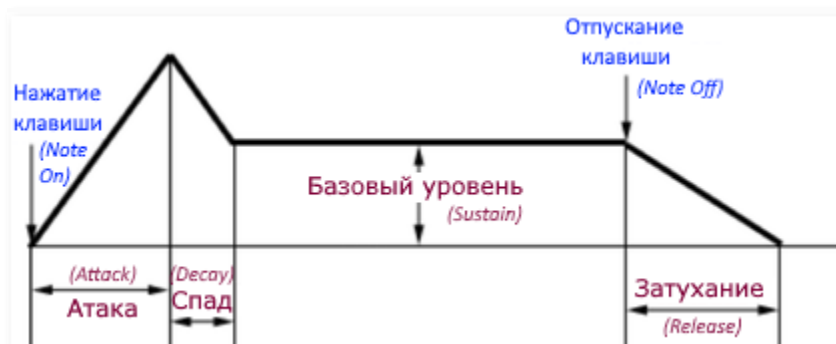 Нажатие
клавиши
(Note
On)
Отпускание
клавиши
(Note Off)
Базовый уровень
(Sustain)
(Attack)
Атака
(Decay)
Спад
Затухание
(Release)